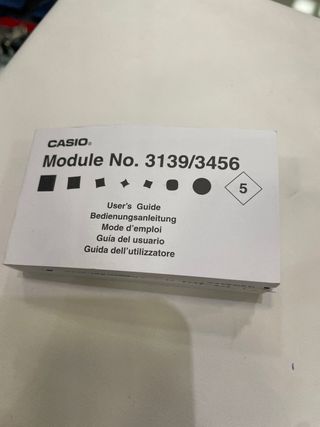 CASIO®
Module No. 3139/3456
5
User's Guide
Bedienungsanleitung
Mode d'emploi
Guía del usuario
Guida dell'utilizzatore